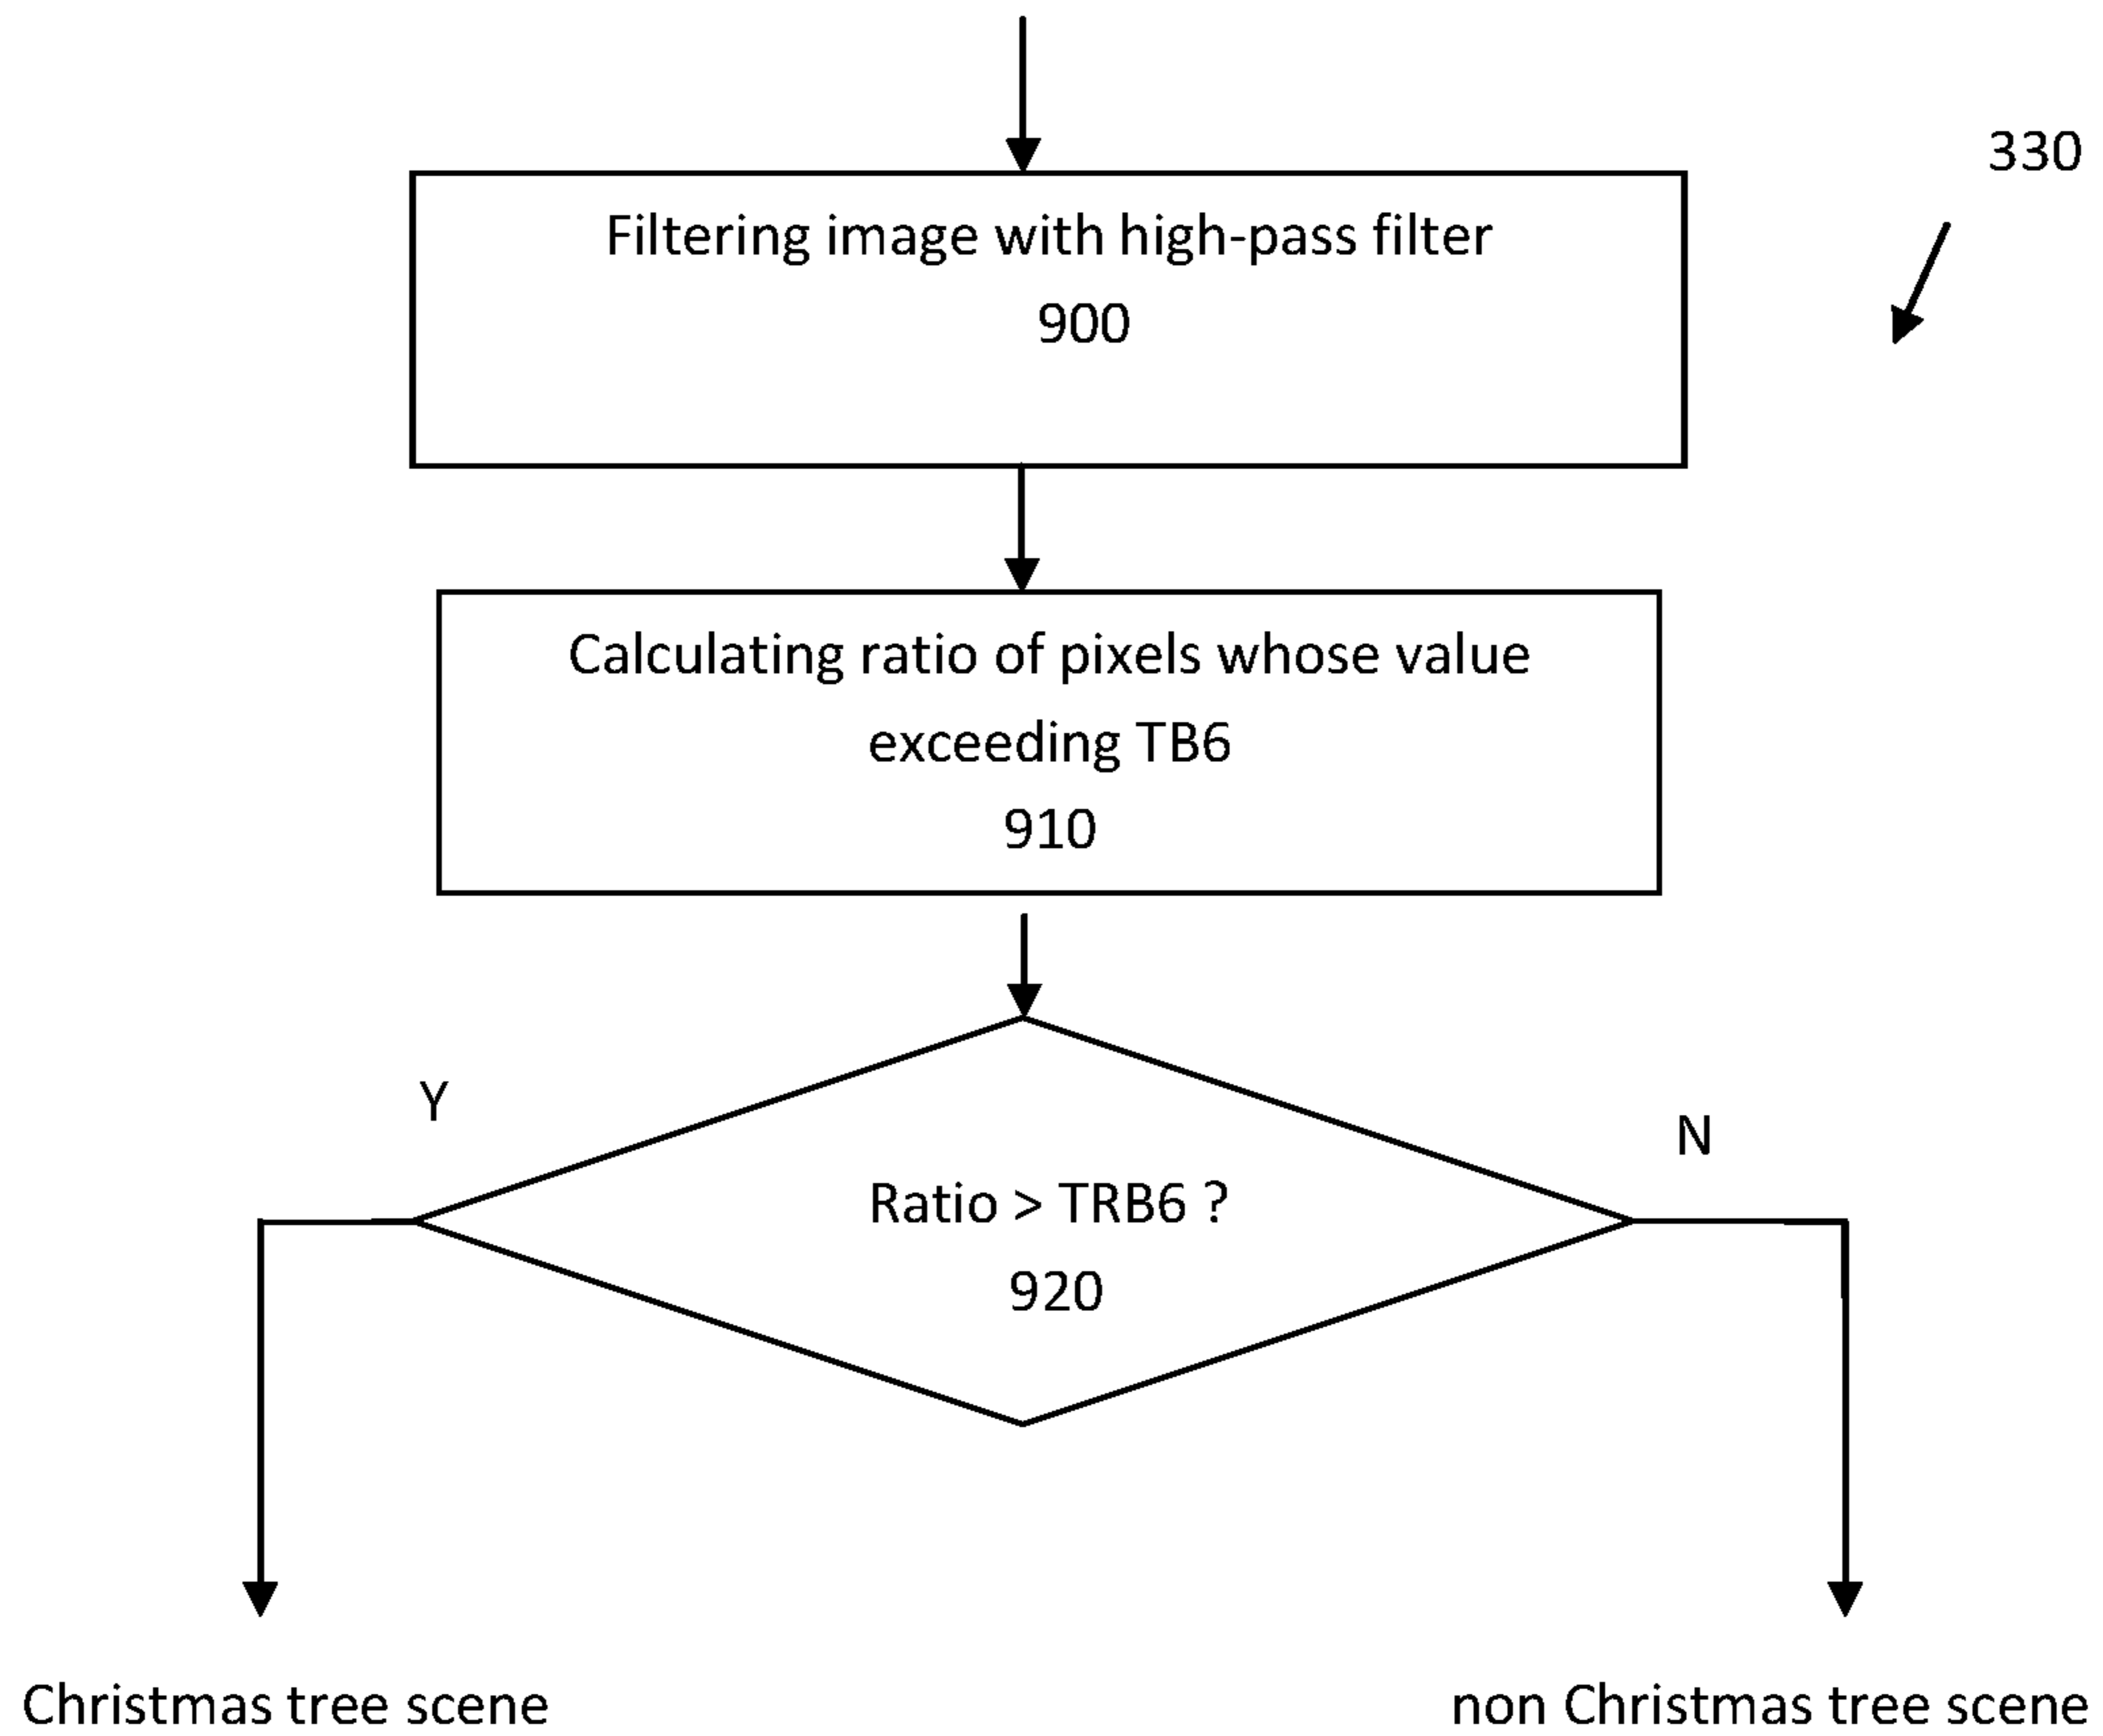 330
Filtering image with high-pass filter
900
Calculating ratio of pixels whose value
exceeding TB6
910
Y
N
Ratio > TRB6 ?
920
Christmas tree scene
non Christmas tree scene